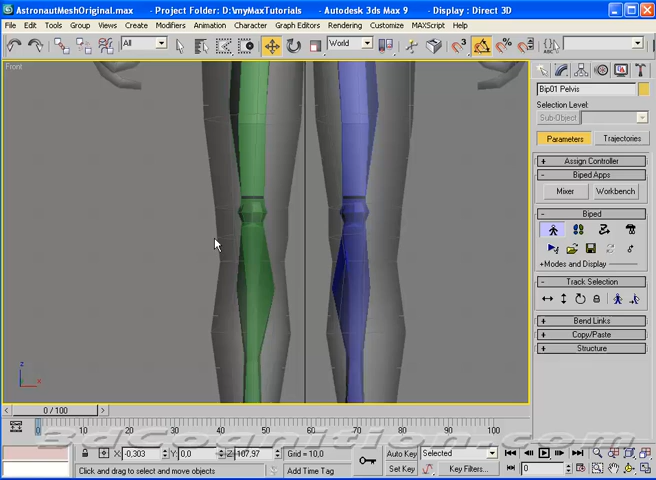 AstronautMeshOriginal.max - Project Folder: D:\myMaxTutorials - Autodesk 3ds Max 9 - Display : Direct 3D
File Edit Tools Group Views Create Modifiers Animation Character Graph Editors Rendering Customize MAXScript Help
All World
Front
Bip01 Pelvis
Selection Level:
Sub-Object
Parameters Trajectories
+ Assign Controller
- Biped Apps
Mixer Workbench
- Biped
+Modes and Display
- Track Selection
+ Bend Links
+ Copy/Paste
+ Structure
z
x
< 0 / 100 >
0 10 20 30 40 50 60 70 80 90 100
3dCognition.com
X: -0,303 Y: 0,0 Z: 107,97 Grid = 10,0
Auto Key Selected
Set Key Key Filters...
0
Click and drag to select and move objects
Add Time Tag